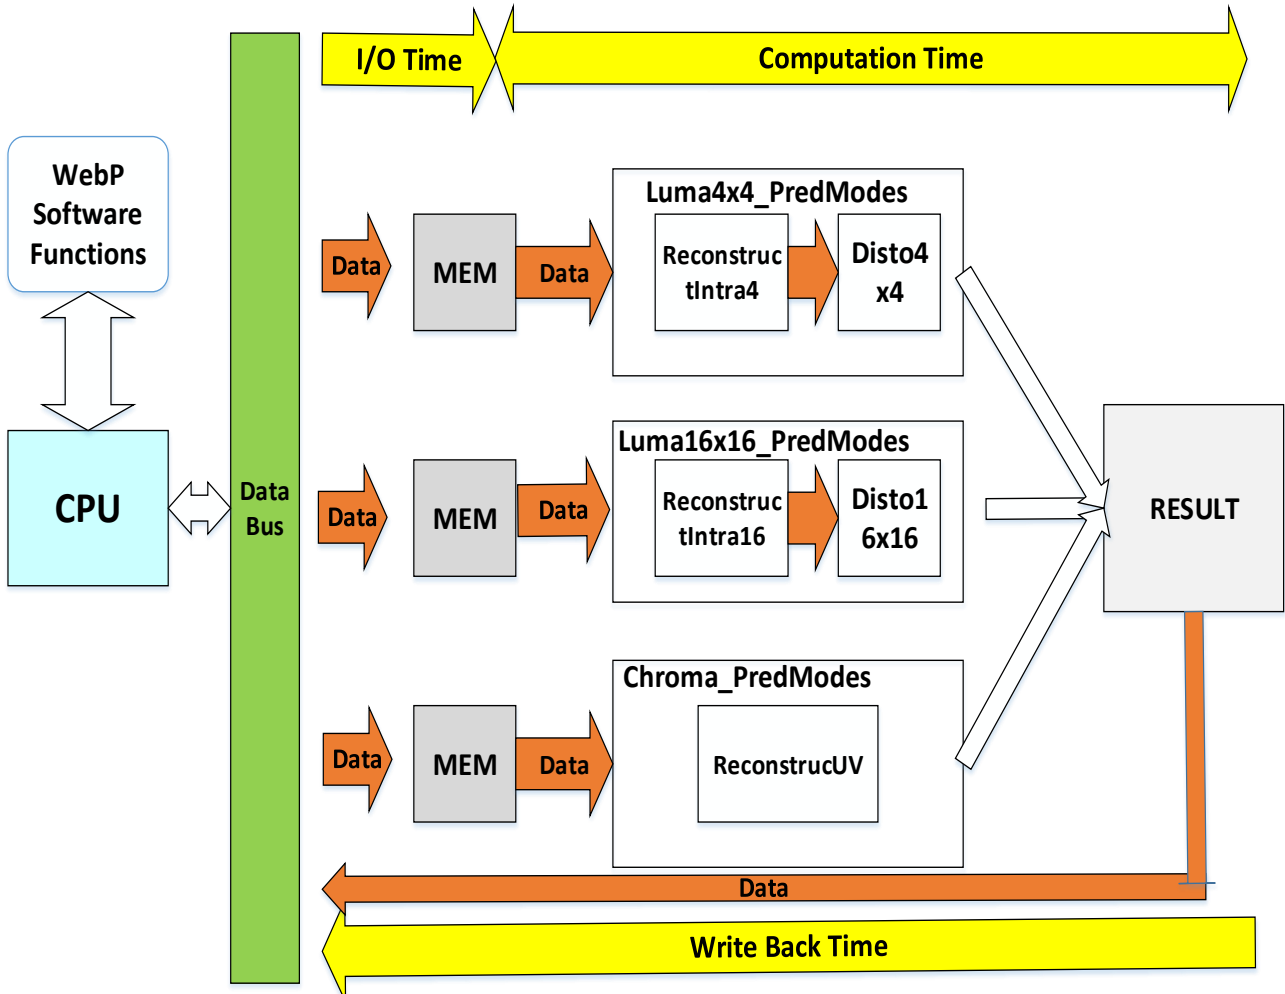 I/O Time
Computation Time
WebP
Software
Functions
CPU
Data
Bus
Data
MEM
Data
Luma4x4_PredModes
Reconstruc
tIntra4
Disto4
x4
Data
MEM
Data
Luma16x16_PredModes
Reconstruc
tIntra16
Disto1
6x16
RESULT
Data
MEM
Data
Chroma_PredModes
ReconstrucUV
Data
Write Back Time